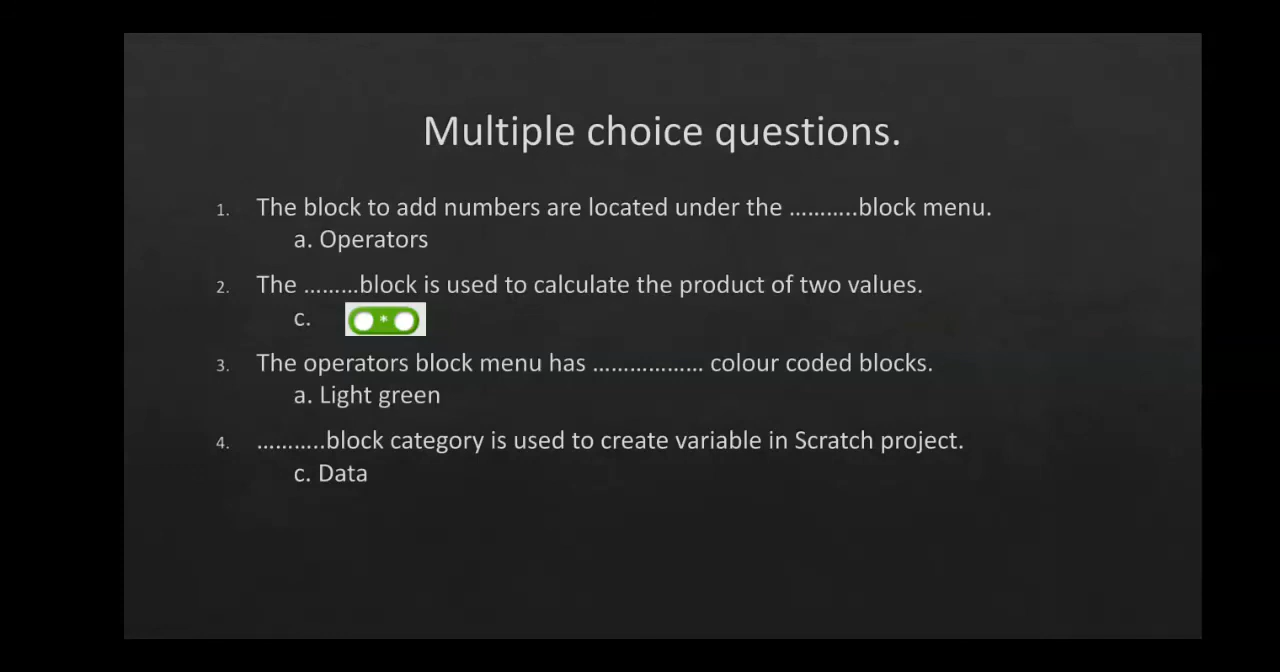 Multiple choice questions.
1. The block to add numbers are located under the ………..block menu.
a. Operators
2. The ………block is used to calculate the product of two values.
c. *
3. The operators block menu has ……………… colour coded blocks.
a. Light green
4. ………..block category is used to create variable in Scratch project.
c. Data